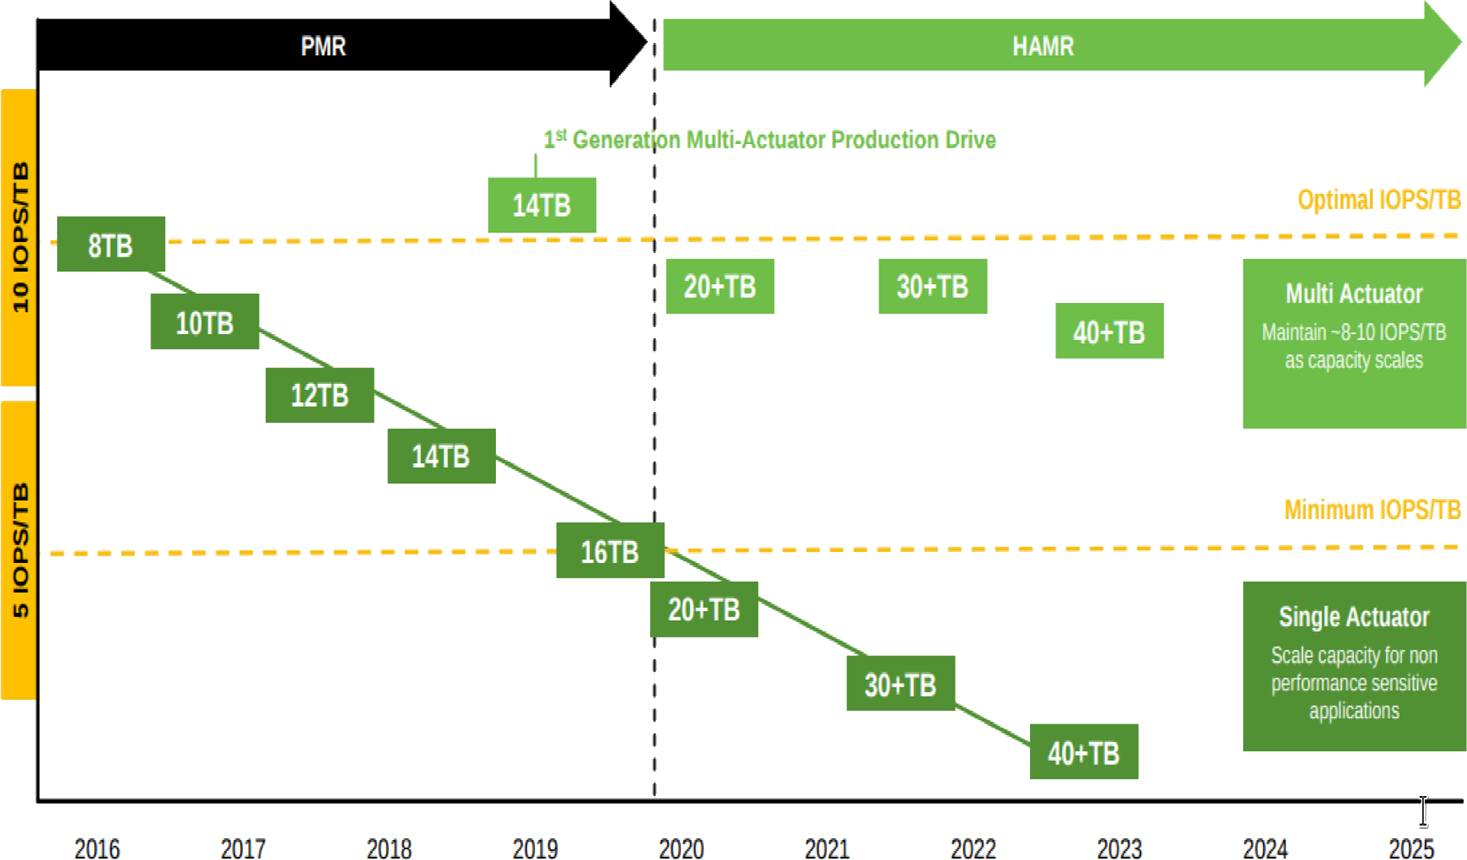 PMR
HAMR
1st Generation Multi-Actuator Production Drive
14TB
Optimal IOPS/TB
10 IOPS/TB
8TB
20+TB
30+TB
Multi Actuator
Maintain ~8-10 IOPS/TB
as capacity scales
10TB
40+TB
12TB
14TB
5 IOPS/TB
Minimum IOPS/TB
16TB
20+TB
Single Actuator
Scale capacity for non
performance sensitive
applications
30+TB
40+TB
2016 2017 2018 2019 2020 2021 2022 2023 2024 2025